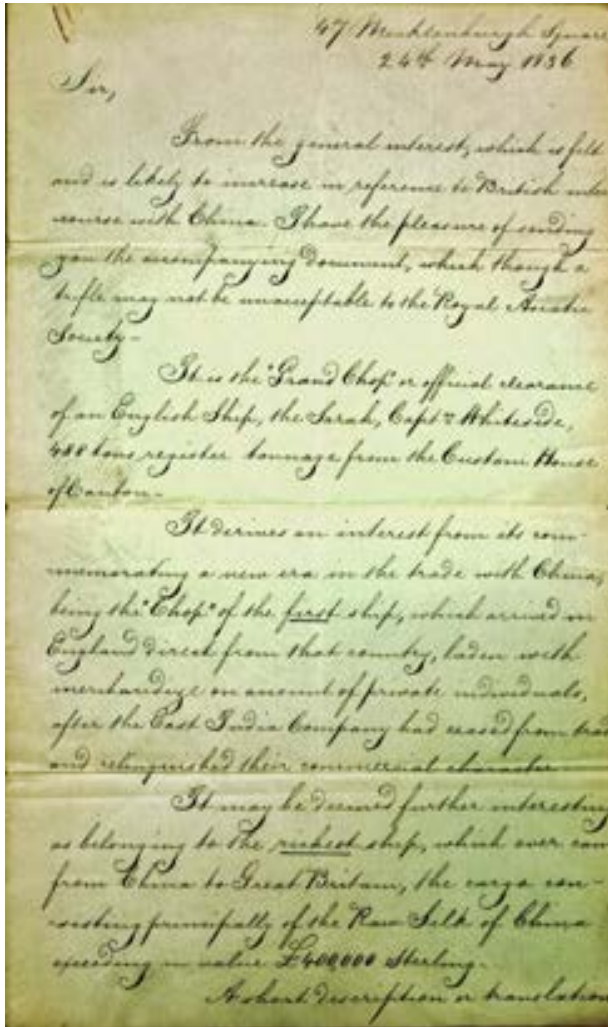 47 Mecklenburgh Square
24th May 1836
Sir,
From the general interest, which is felt
and is likely to increase in reference to British inter
course with China. I have the pleasure of sending
you the accompanying document, which though a
trifle may not be unacceptable to the Royal Asiatic
Society-
It is the "Grand Chop" or official clearance
of an English Ship, the Sarah, Captn Whiteside,
488 tons register tonnage from the Custom House
of Canton-
It derives an interest from its com-
memorating a new era in the trade with China,
being the "Chop" of the first ship, which arrived in
England direct from that country, laden with
merchandize on account of private individuals,
after the East India Company had ceased from trade
and relinquished their commercial character
It may be deemed further interesting
as belonging to the richest ship, which ever came
from China to Great Britain, the cargo con-
sisting principally of the Raw Silk of China
exceeding in value £400,000 Sterling-
A short description or translation